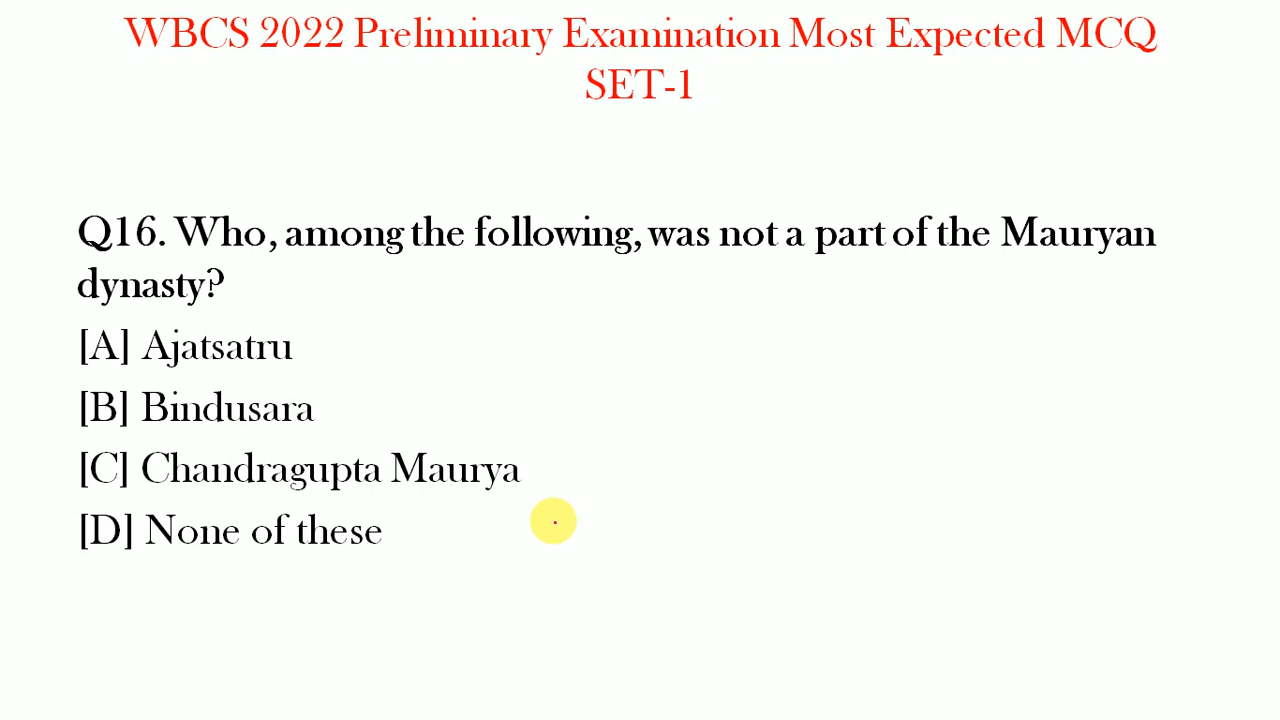 WBCS 2022 Preliminary Examination Most Expected MCQ
SET-1
Q16. Who, among the following, was not a part of the Mauryan
dynasty?
[A] Ajatsatru
[B] Bindusara
[C] Chandragupta Maurya
[D] None of these